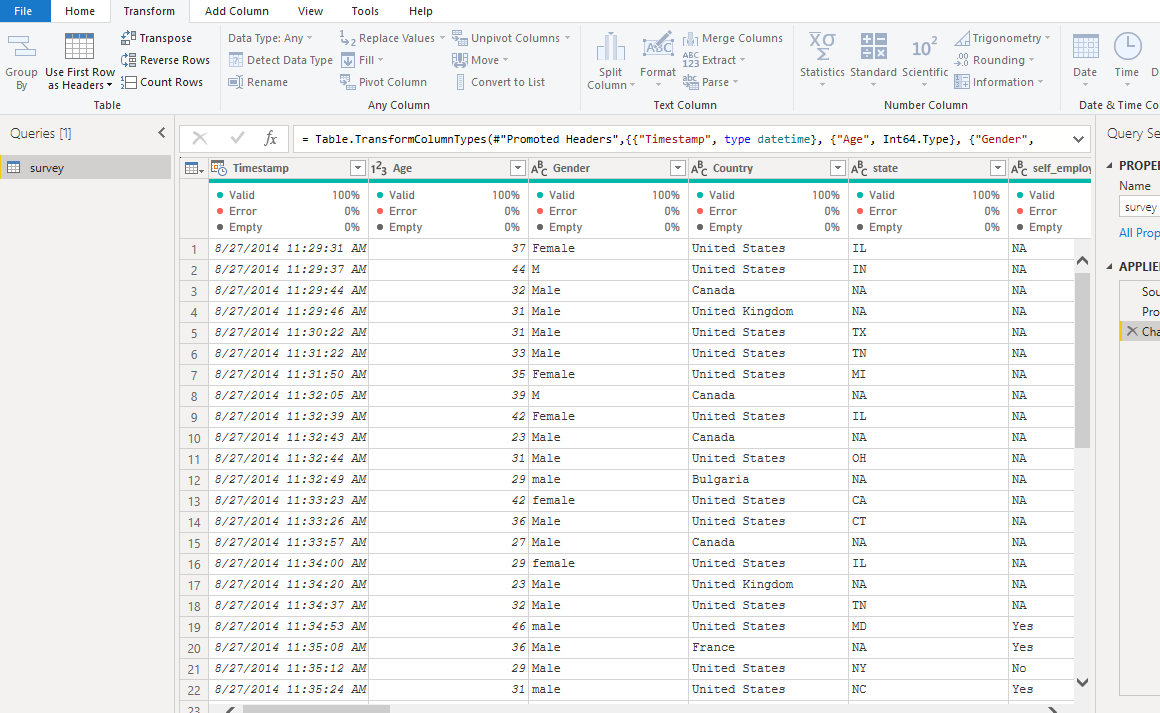 File Home Transform Add Column View Tools Help
Group By
Use First Row as Headers
Transpose
Reverse Rows
Count Rows
Table
Data Type: Any
Detect Data Type
Rename
Replace Values
Fill
Pivot Column
Unpivot Columns
Move
Convert to List
Any Column
Split Column
Format
ABC
Merge Columns
ABC 123 Extract
abc Parse
Text Column
XΣ Statistics
Standard
10² Scientific
Trigonometry
.00 Rounding
Information
Number Column
Date
Time
D
Date & Time Co
Queries [1]
survey
fx = Table.TransformColumnTypes(#"Promoted Headers",{{"Timestamp", type datetime}, {"Age", Int64.Type}, {"Gender",
Timestamp 1²3 Age ABC Gender ABC Country ABC state ABC self_employ
Valid 100% Valid 100% Valid 100% Valid 100% Valid 100% Valid
Error 0% Error 0% Error 0% Error 0% Error 0% Error
Empty 0% Empty 0% Empty 0% Empty 0% Empty 0% Empty
1 8/27/2014 11:29:31 AM 37 Female United States IL NA
2 8/27/2014 11:29:37 AM 44 M United States IN NA
3 8/27/2014 11:29:44 AM 32 Male Canada NA NA
4 8/27/2014 11:29:46 AM 31 Male United Kingdom NA NA
5 8/27/2014 11:30:22 AM 31 Male United States TX NA
6 8/27/2014 11:31:22 AM 33 Male United States TN NA
7 8/27/2014 11:31:50 AM 35 Female United States MI NA
8 8/27/2014 11:32:05 AM 39 M Canada NA NA
9 8/27/2014 11:32:39 AM 42 Female United States IL NA
10 8/27/2014 11:32:43 AM 23 Male Canada NA NA
11 8/27/2014 11:32:44 AM 31 Male United States OH NA
12 8/27/2014 11:32:49 AM 29 male Bulgaria NA NA
13 8/27/2014 11:33:23 AM 42 female United States CA NA
14 8/27/2014 11:33:26 AM 36 Male United States CT NA
15 8/27/2014 11:33:57 AM 27 Male Canada NA NA
16 8/27/2014 11:34:00 AM 29 female United States IL NA
17 8/27/2014 11:34:20 AM 23 Male United Kingdom NA NA
18 8/27/2014 11:34:37 AM 32 Male United States TN NA
19 8/27/2014 11:34:53 AM 46 male United States MD Yes
20 8/27/2014 11:35:08 AM 36 Male France NA Yes
21 8/27/2014 11:35:12 AM 29 Male United States NY No
22 8/27/2014 11:35:24 AM 31 male United States NC Yes
23
Query Se
PROPER
Name
survey
All Prop
APPLIE
Sou
Pro
Cha